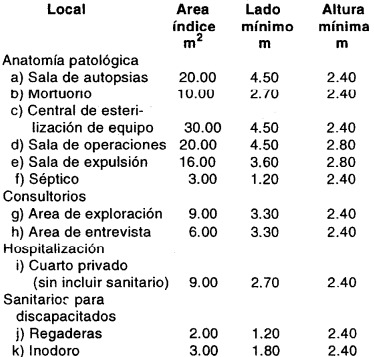 Local Area Lado Altura
índice mínimo mínima
m² m m
Anatomía patológica
a) Sala de autopsias 20.00 4.50 2.40
b) Mortuorio 10.00 2.70 2.40
c) Central de esteri-
lización de equipo 30.00 4.50 2.40
d) Sala de operaciones 20.00 4.50 2.80
e) Sala de expulsión 16.00 3.60 2.80
f) Séptico 3.00 1.20 2.40
Consultorios
g) Area de exploración 9.00 3.30 2.40
h) Area de entrevista 6.00 3.30 2.40
Hospitalización
i) Cuarto privado
(sin incluir sanitario) 9.00 2.70 2.40
Sanitarios para
discapacitados
j) Regaderas 2.00 1.20 2.40
k) Inodoro 3.00 1.80 2.40